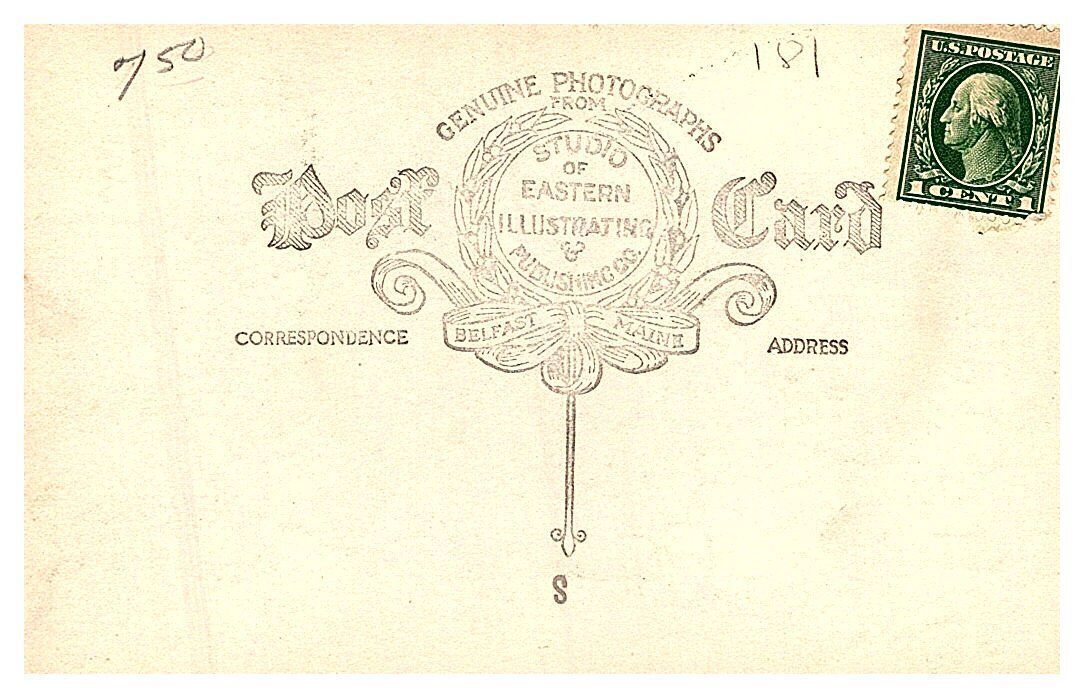 750
181
U.S. POSTAGE
1 CENT 1
GENUINE PHOTOGRAPHS
FROM
STUDIO
OF
EASTERN
ILLUSTRATING
&
PUBLISHING CO.
Post Card
BELFAST MAINE
CORRESPONDENCE
ADDRESS
S